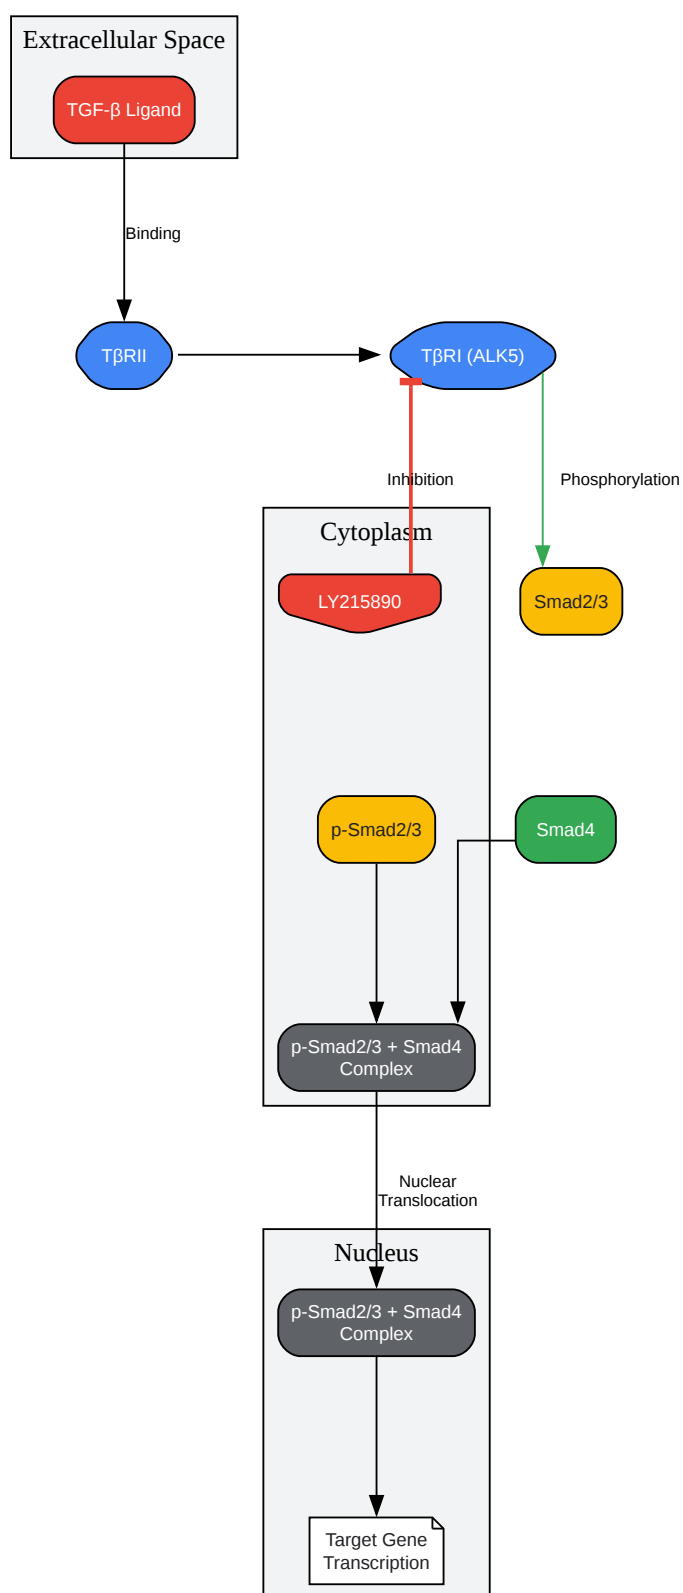 Extracellular Space
TGF-β Ligand
Binding
TβRII
TβRI (ALK5)
Inhibition
Phosphorylation
Cytoplasm
LY215890
Smad2/3
p-Smad2/3
Smad4
p-Smad2/3 + Smad4
Complex
Nuclear
Translocation
Nucleus
p-Smad2/3 + Smad4
Complex
Target Gene
Transcription